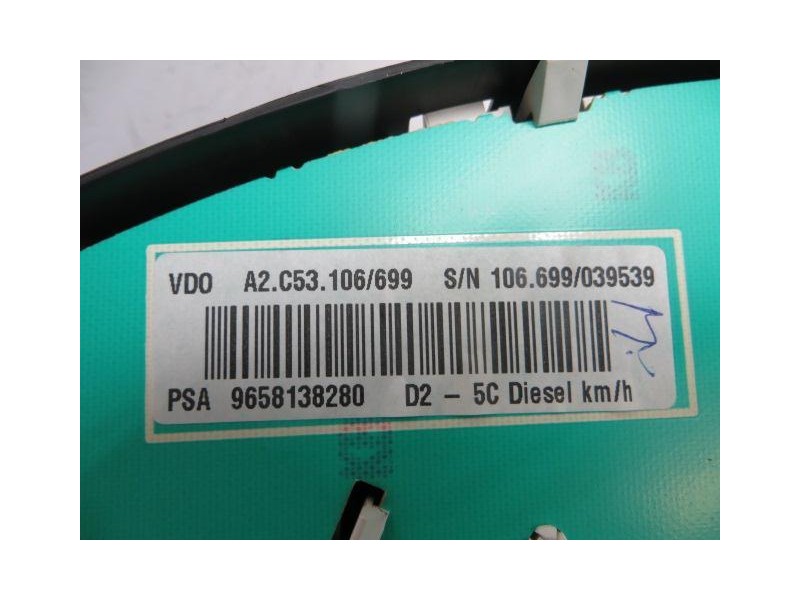 VDO A2.C53.106/699 S/N 106.699/039539
PSA 9658138280 D2 - 5C Diesel km/h